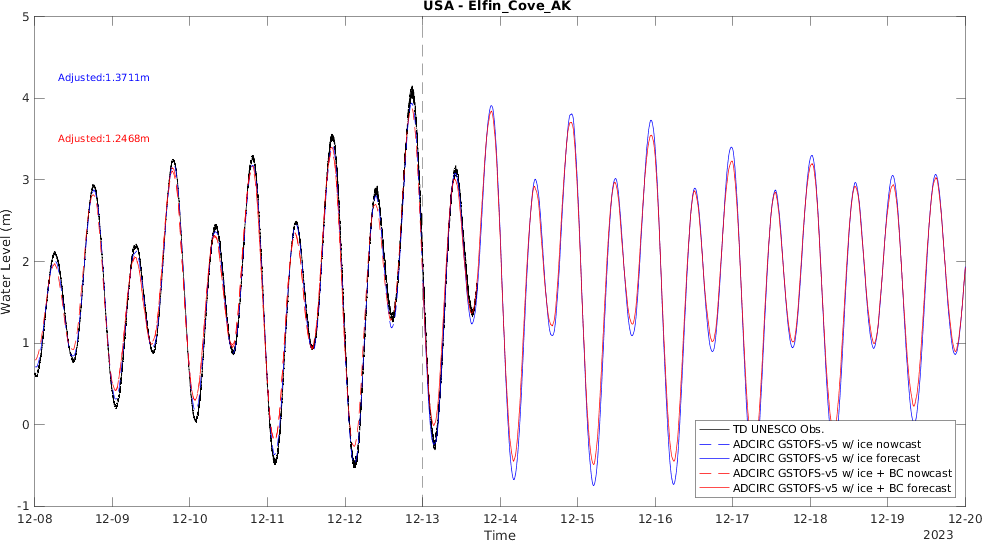 USA - Elfin_Cove_AK
5
4
3
2
1
0
-1
Water Level (m)
Adjusted:1.3711m
Adjusted:1.2468m
TD UNESCO Obs.
ADCIRC GSTOFS-v5 w/ ice nowcast
ADCIRC GSTOFS-v5 w/ ice forecast
ADCIRC GSTOFS-v5 w/ ice + BC nowcast
ADCIRC GSTOFS-v5 w/ ice + BC forecast
12-08 12-09 12-10 12-11 12-12 12-13 12-14 12-15 12-16 12-17 12-18 12-19 12-20
Time
2023